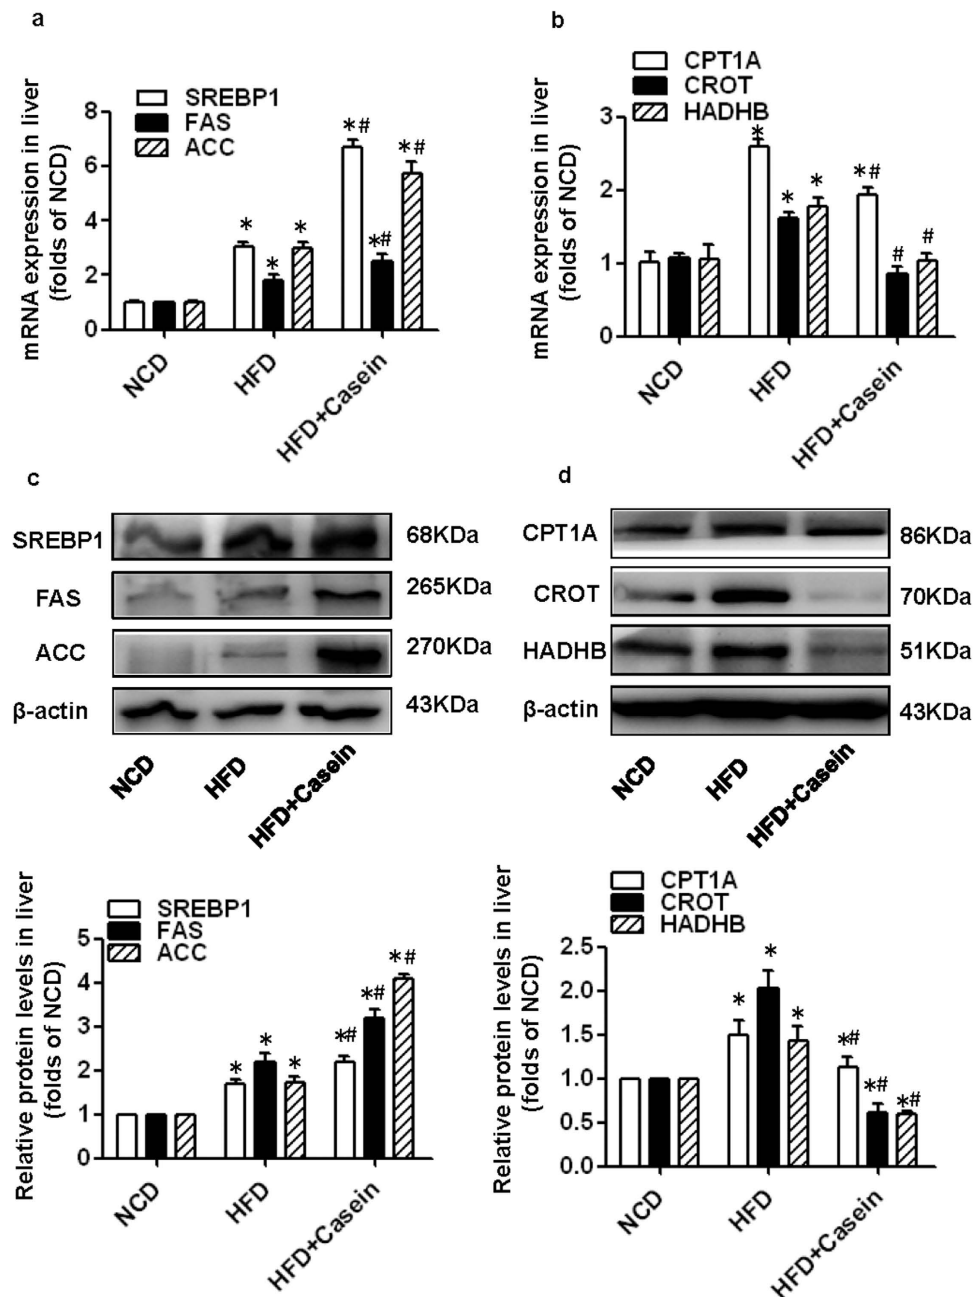 a
SREBP1
FAS
ACC
mRNA expression in liver
(folds of NCD)
8
6
4
2
0
*
*
*
*#
*#
*#
NCD
HFD
HFD+Casein
b
CPT1A
CROT
HADHB
mRNA expression in liver
(folds of NCD)
3
2
1
0
*
*
*
*#
#
#
NCD
HFD
HFD+Casein
c
SREBP1
68KDa
FAS
265KDa
ACC
270KDa
β-actin
43KDa
NCD
HFD
HFD+Casein
SREBP1
FAS
ACC
Relative protein levels in liver
(folds of NCD)
5
4
3
2
1
0
*
*
*
*#
*#
*#
NCD
HFD
HFD+Casein
d
CPT1A
86KDa
CROT
70KDa
HADHB
51KDa
β-actin
43KDa
NCD
HFD
HFD+Casein
CPT1A
CROT
HADHB
Relative protein levels in liver
(folds of NCD)
2.5
2.0
1.5
1.0
0.5
0.0
*
*
*
*#
*#
*#
NCD
HFD
HFD+Casein